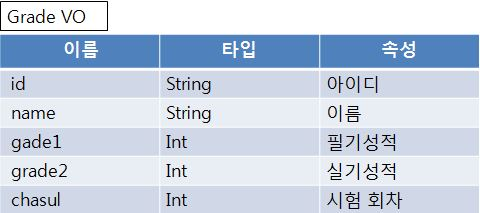 Grade VO
이름 타입 속성
id String 아이디
name String 이름
gade1 Int 필기성적
grade2 Int 실기성적
chasul Int 시험 회차